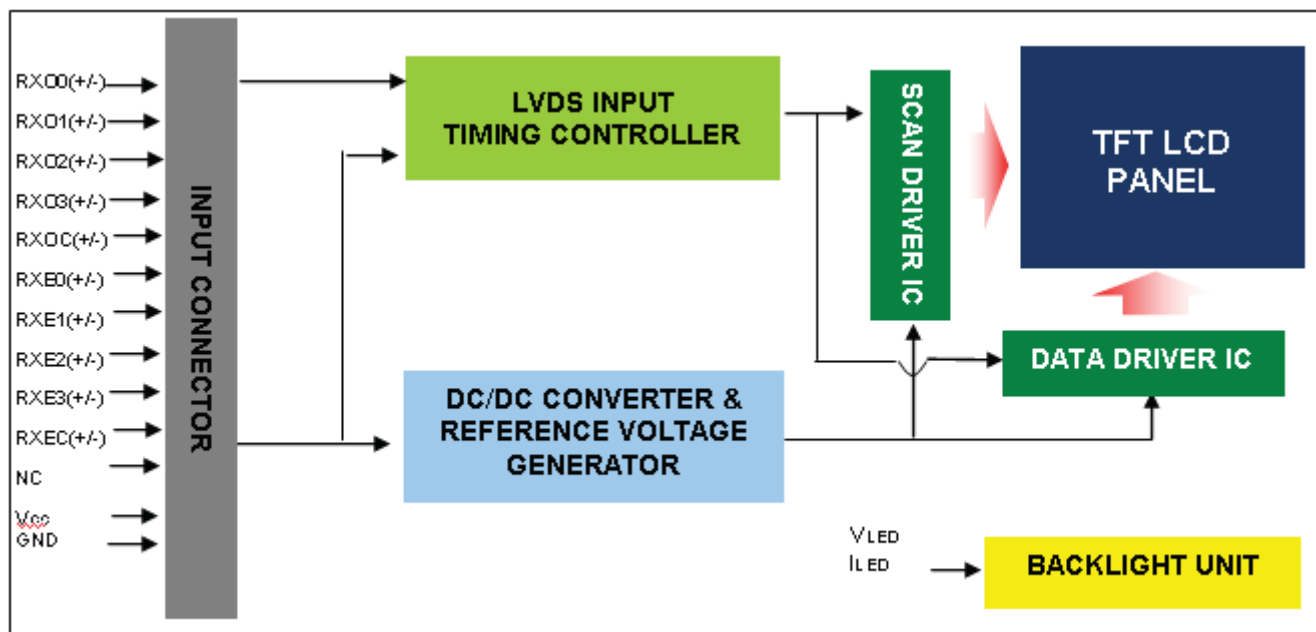 RXO0(+/-)
RXO1(+/-)
RXO2(+/-)
RXO3(+/-)
RXOC(+/-)
RXE0(+/-)
RXE1(+/-)
RXE2(+/-)
RXE3(+/-)
RXEC(+/-)
NC
Vcc
GND
INPUT CONNECTOR
LVDS INPUT
TIMING CONTROLLER
DC/DC CONVERTER &
REFERENCE VOLTAGE
GENERATOR
SCAN DRIVER IC
TFT LCD
PANEL
DATA DRIVER IC
VLED
ILED
BACKLIGHT UNIT